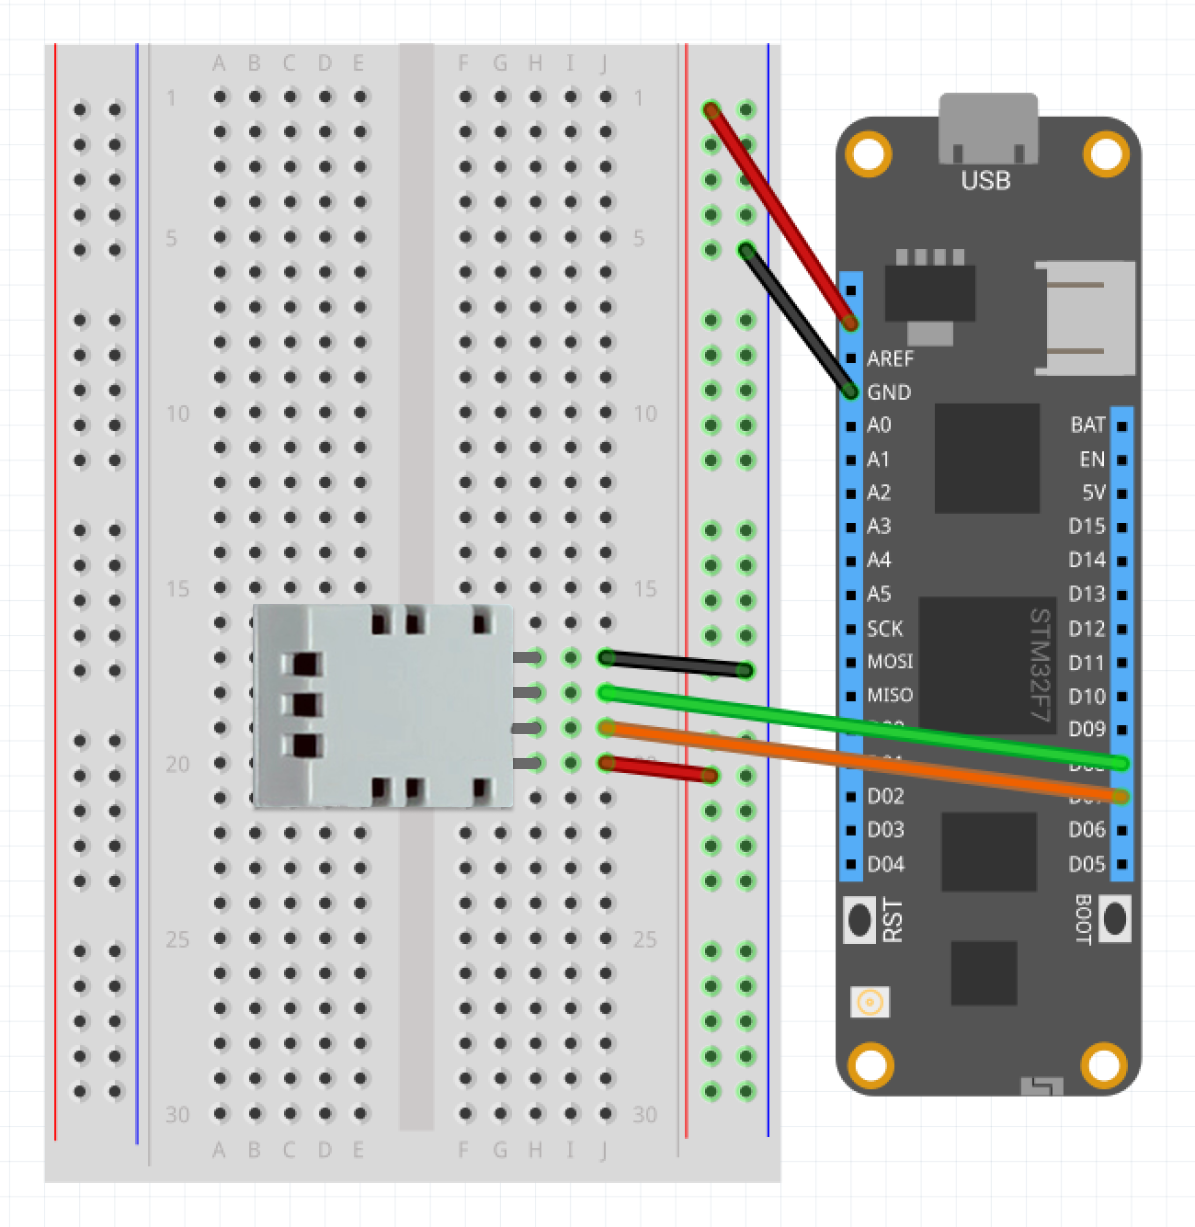 A B C D E F G H I J
1 1
5 5
10 10
15 15
20
25 25
30 30
A B C D E F G H I J
USB
AREF
GND
A0
A1
A2
A3
A4
A5
SCK
MOSI
MISO
D02
D03
D04
BAT
EN
5V
D15
D14
D13
D12
D11
D10
D09
D06
D05
STM32F7
RST
BOOT